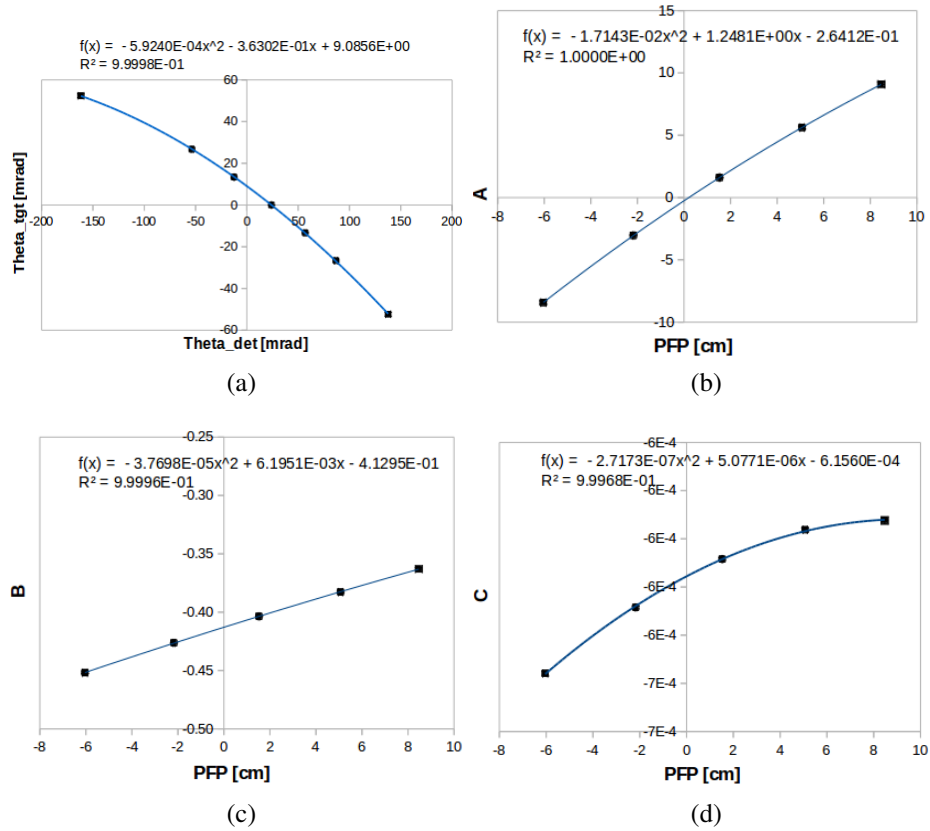 f(x) = - 5.9240E-04x^2 - 3.6302E-01x + 9.0856E+00
R² = 9.9998E-01
60
40
20
0
-20
-40
-60
-200 -150 -100 -50 0 50 100 150 200
Theta_tgt [mrad]
Theta_det [mrad]
(a)
f(x) = - 1.7143E-02x^2 + 1.2481E+00x - 2.6412E-01
R² = 1.0000E+00
15
10
5
0
-5
-10
-8 -6 -4 -2 0 2 4 6 8 10
A
PFP [cm]
(b)
f(x) = - 3.7698E-05x^2 + 6.1951E-03x - 4.1295E-01
R² = 9.9996E-01
-0.25
-0.30
-0.35
-0.40
-0.45
-0.50
-8 -6 -4 -2 0 2 4 6 8 10
B
PFP [cm]
(c)
f(x) = - 2.7173E-07x^2 + 5.0771E-06x - 6.1560E-04
R² = 9.9968E-01
-6E-4
-6E-4
-6E-4
-6E-4
-6E-4
-7E-4
-7E-4
-8 -6 -4 -2 0 2 4 6 8 10
C
PFP [cm]
(d)